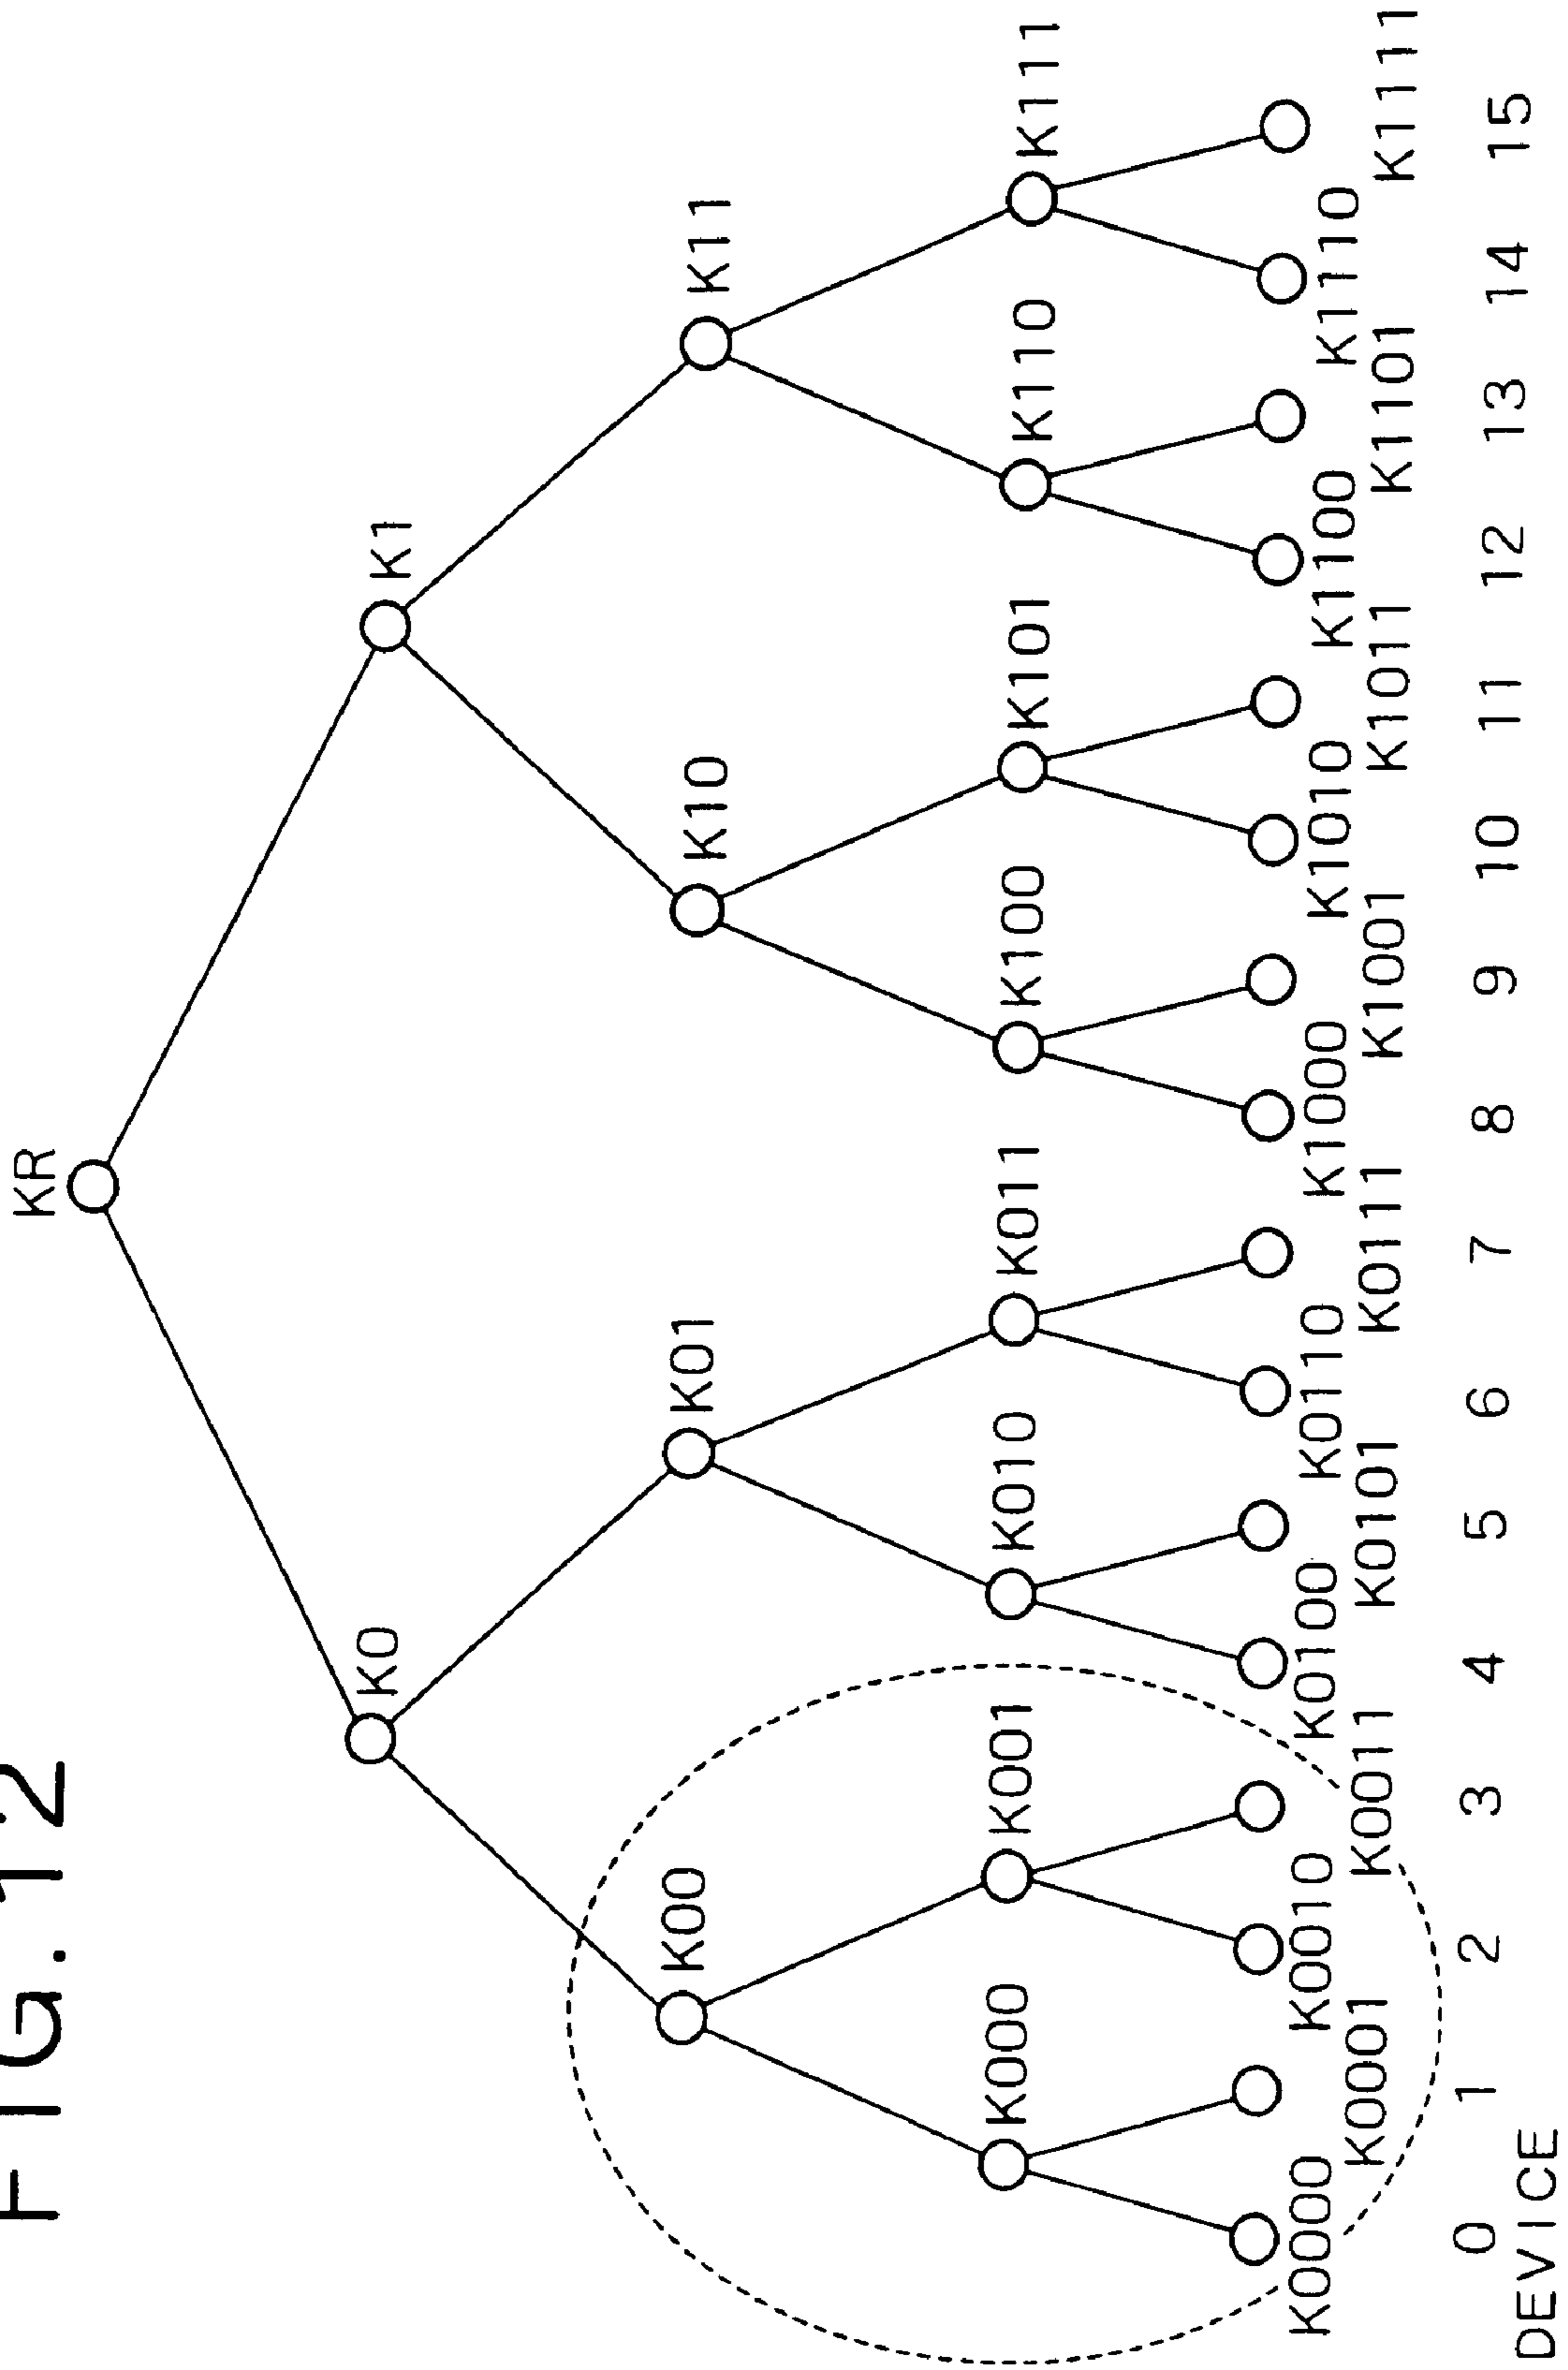 FIG. 12
KR
K0
K1
K00
K01
K10
K11
K000
K001
K010
K011
K100
K101
K110
K111
K0000
K0001
K0010
K0011
K0100
K0101
K0110
K0111
K1000
K1001
K1010
K1011
K1100
K1101
K1110
K1111
0 1 2 3 4 5 6 7 8 9 10 11 12 13 14 15
DEVICE